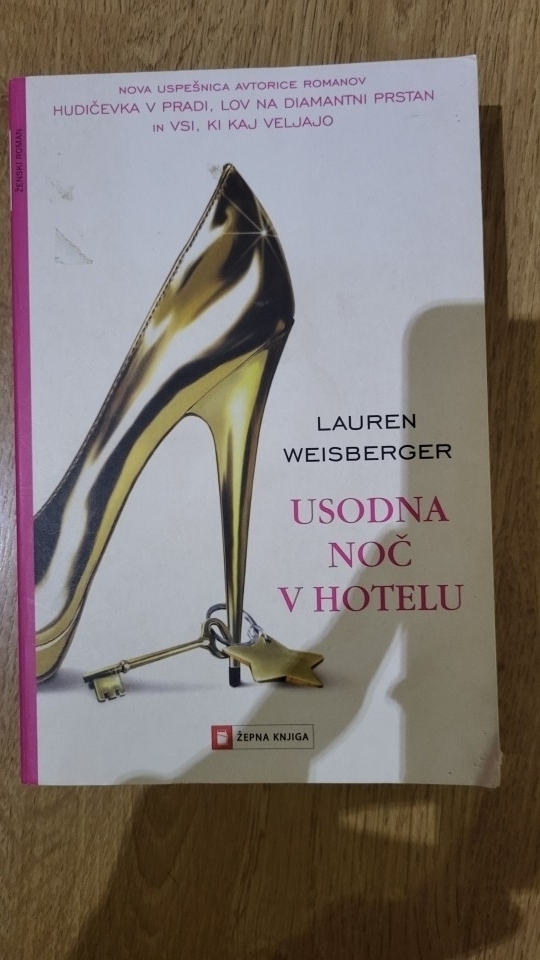 NOVA USPEŠNICA AVTORICE ROMANOV
HUDIČEVKA V PRADI, LOV NA DIAMANTNI PRSTAN
IN VSI, KI KAJ VELJAJO
ŽENSKI ROMAN
LAUREN
WEISBERGER
USODNA
NOČ
V HOTELU
ŽEPNA KNJIGA